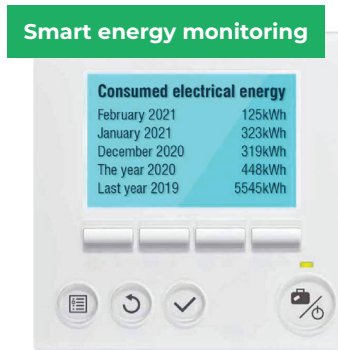 Smart energy monitoring
Consumed electrical energy
February 2021 125kWh
January 2021 323kWh
December 2020 319kWh
The year 2020 448kWh
Last year 2019 5545kWh